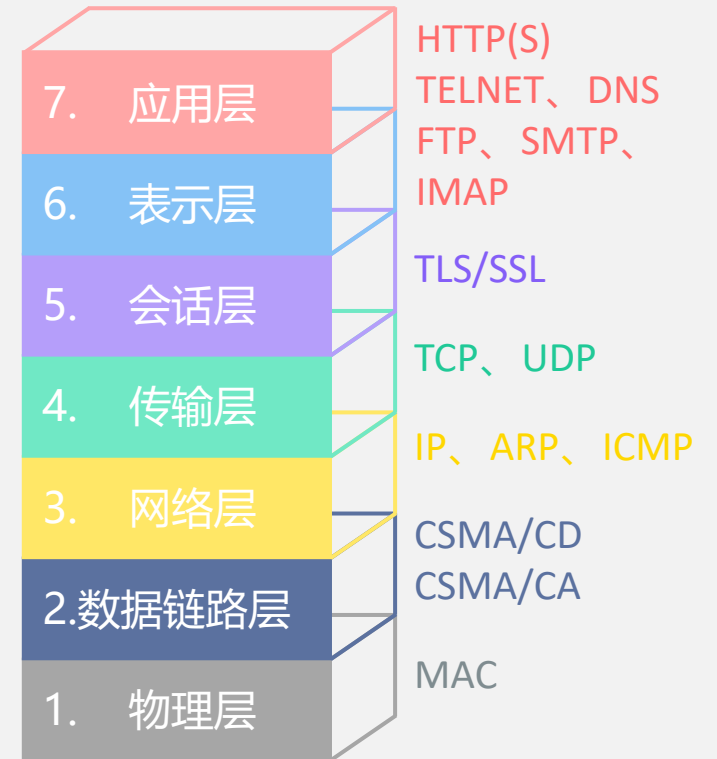 HTTP(S)
7. 应用层
TELNET、 DNS
FTP、 SMTP、
IMAP
6. 表示层
TLS/SSL
5. 会话层
TCP、 UDP
4. 传输层
IP、 ARP、 ICMP
3. 网络层
CSMA/CD
CSMA/CA
2.数据链路层
MAC
1. 物理层